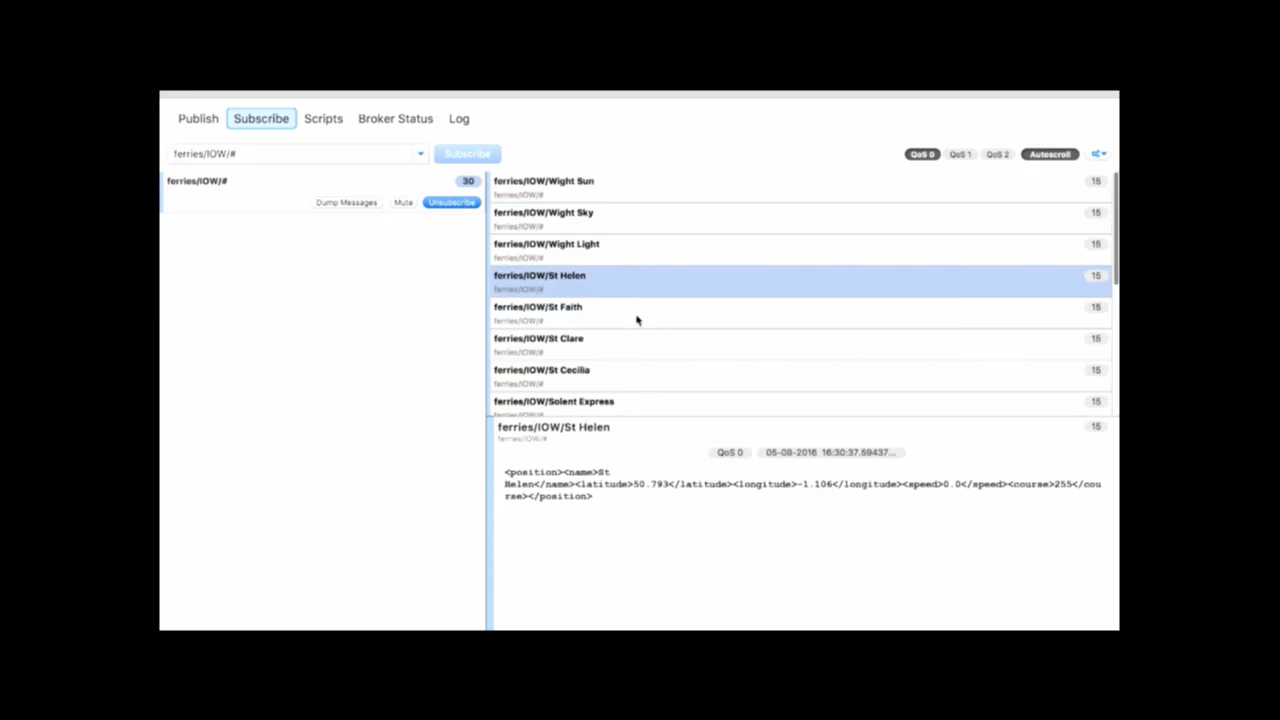 Publish Subscribe Scripts Broker Status Log
ferries/IOW/# Subscribe QoS 0 QoS 1 QoS 2 Autoscroll
ferries/IOW/# 30
Dump Messages Mute Unsubscribe
ferries/IOW/Wight Sun 15
ferries/IOW/#
ferries/IOW/Wight Sky 15
ferries/IOW/#
ferries/IOW/Wight Light 15
ferries/IOW/#
ferries/IOW/St Helen 15
ferries/IOW/#
ferries/IOW/St Faith 15
ferries/IOW/#
ferries/IOW/St Clare 15
ferries/IOW/#
ferries/IOW/St Cecilia 15
ferries/IOW/#
ferries/IOW/Solent Express 15
ferries/IOW/#
ferries/IOW/St Helen 15
ferries/IOW/#
QoS 0 05-08-2016 16:30:37.59437...
<position><name>St
Helen</name><latitude>50.793</latitude><longitude>-1.106</longitude><speed>0.0</speed><course>255</cou
rse></position>